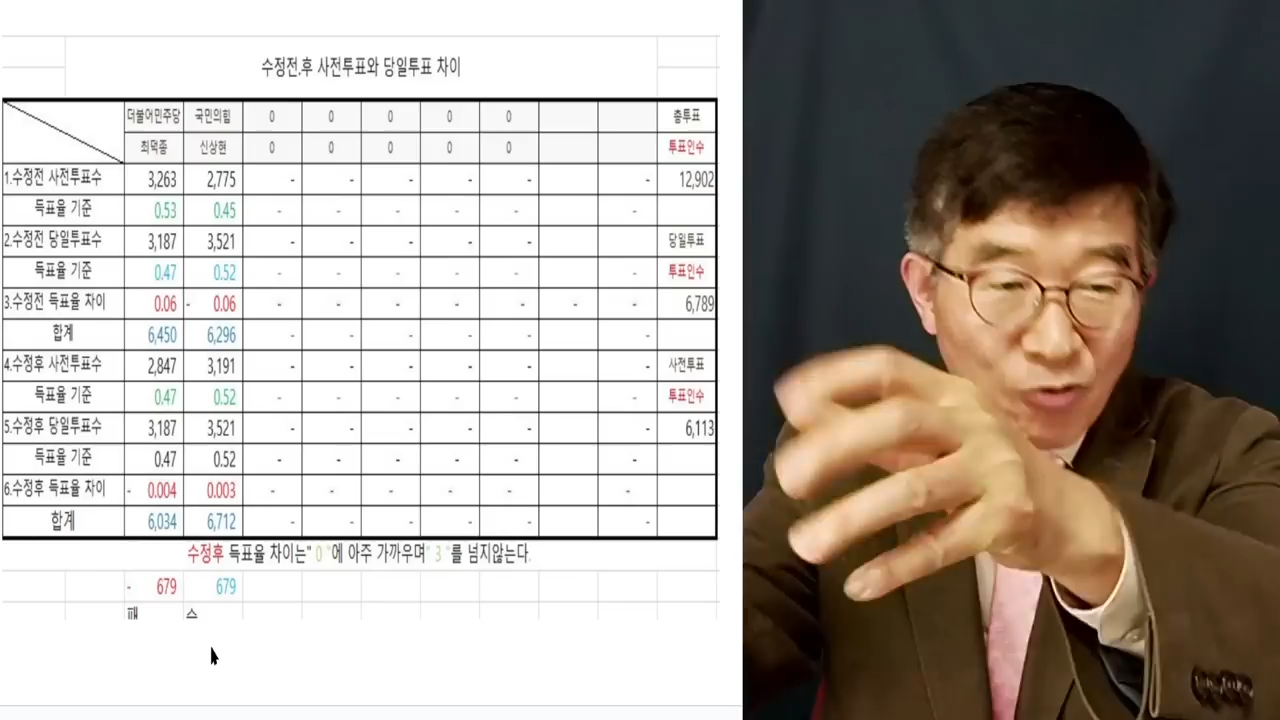 수정전.후 사전투표와 당일투표 차이
더불어민주당 국민의힘 0 0 0 0 0 총투표
최덕종 신상현 0 0 0 0 0 투표인수
1.수정전 사전투표수 3,263 2,775 - - - - - - 12,902
득표율 기준 0.53 0.45 - - - - - -
2.수정전 당일투표수 3,187 3,521 - - - - - - 당일투표
득표율 기준 0.47 0.52 - - - - - - 투표인수
3.수정전 득표율 차이 0.06 - 0.06 - - - - - - - 6,789
합계 6,450 6,296 - - - - - -
4.수정후 사전투표수 2,847 3,191 - - - - - - 사전투표
득표율 기준 0.47 0.52 - - - - - - 투표인수
5.수정후 당일투표수 3,187 3,521 - - - - - - 6,113
득표율 기준 0.47 0.52 - - - - - -
6.수정후 득표율 차이 - 0.004 0.003 - - - - - -
합계 6,034 6,712 - - - - - -
수정후 득표율 차이는" 0 "에 아주 가까우며" 3 "를 넘지않는다.
- 679 679